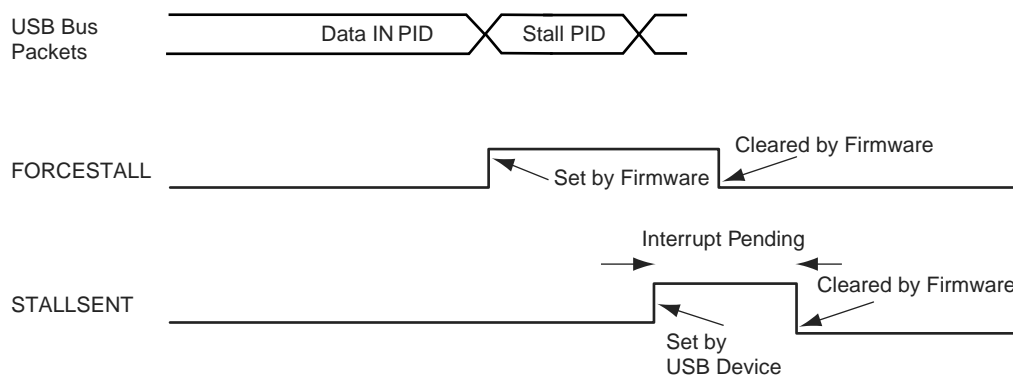 USB Bus
Packets
Data IN PID
Stall PID
FORCESTALL
Set by Firmware
Cleared by Firmware
Interrupt Pending
STALLSENT
Cleared by Firmware
Set by
USB Device